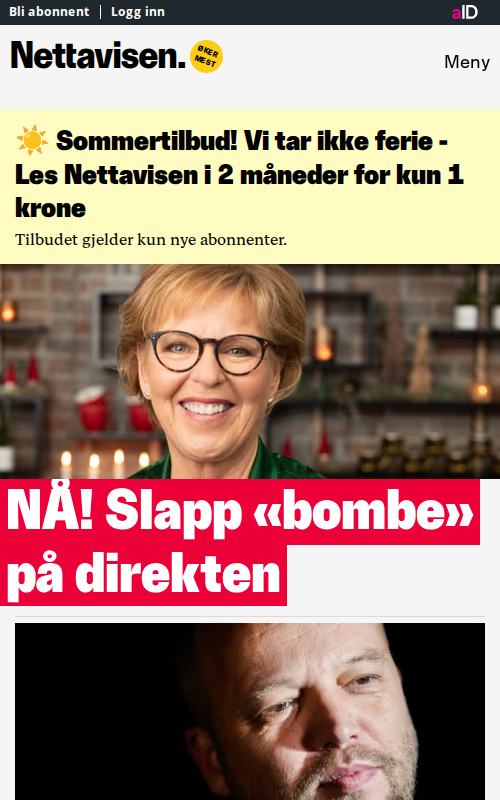 Bli abonnent | Logg inn
aID
Nettavisen.
ØKER
MEST
Meny
☀️ Sommertilbud! Vi tar ikke ferie -
Les Nettavisen i 2 måneder for kun 1
krone
Tilbudet gjelder kun nye abonnenter.
NÅ! Slapp «bombe»
på direkten